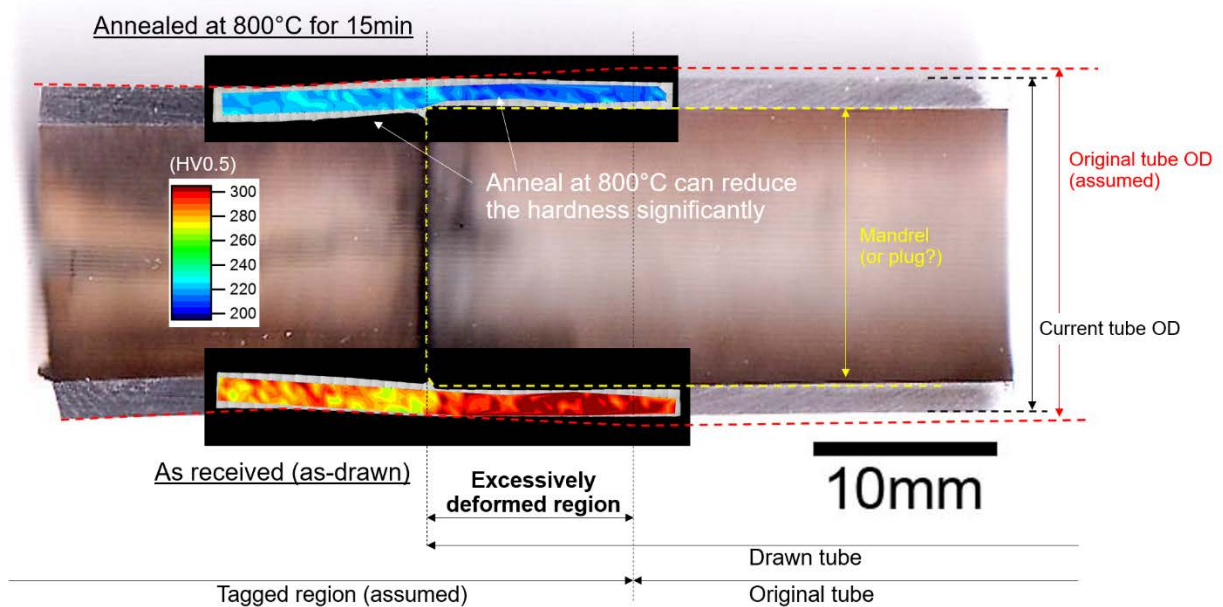 Annealed at 800°C for 15min
(HV0.5)
300
280
260
240
220
200
Anneal at 800°C can reduce
the hardness significantly
Mandrel
(or plug?)
Original tube OD
(assumed)
Current tube OD
As received (as-drawn)
Excessively
deformed region
10mm
Drawn tube
Tagged region (assumed)
Original tube